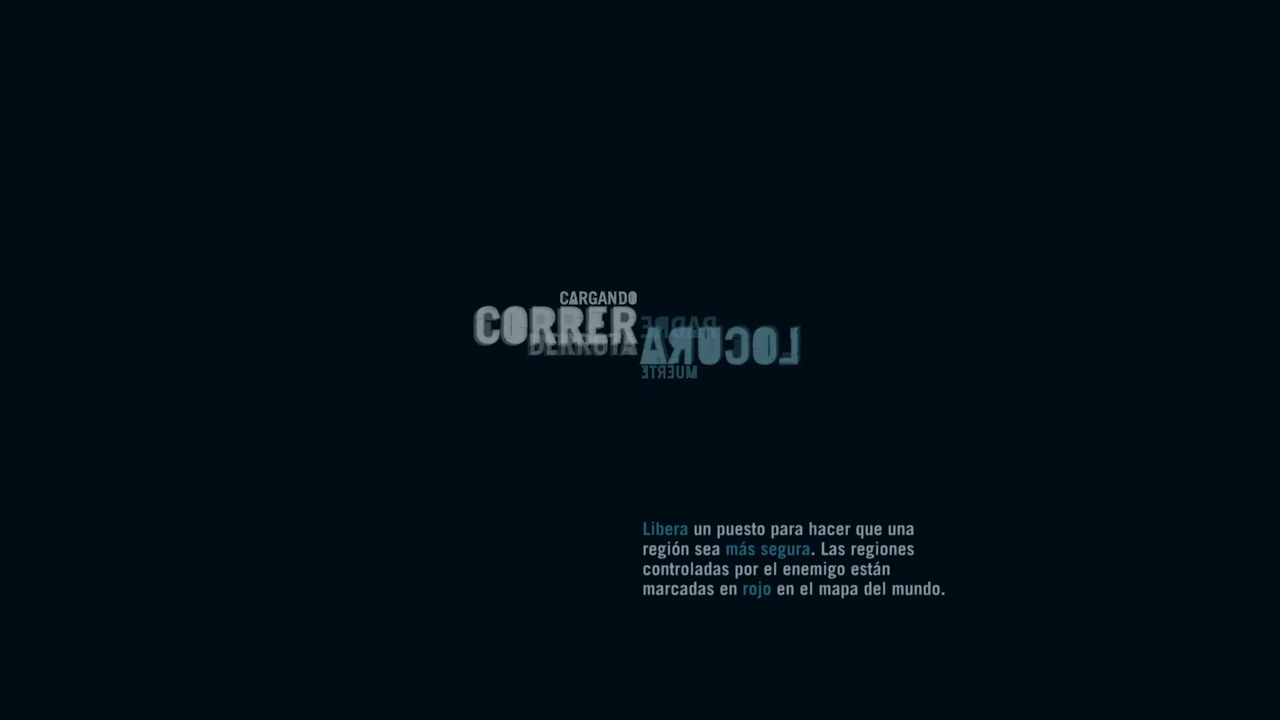 CARGANDO
CORRER
DERROTA
PADRE
LOCURA
MUERTE
Libera un puesto para hacer que una
región sea más segura. Las regiones
controladas por el enemigo están
marcadas en rojo en el mapa del mundo.